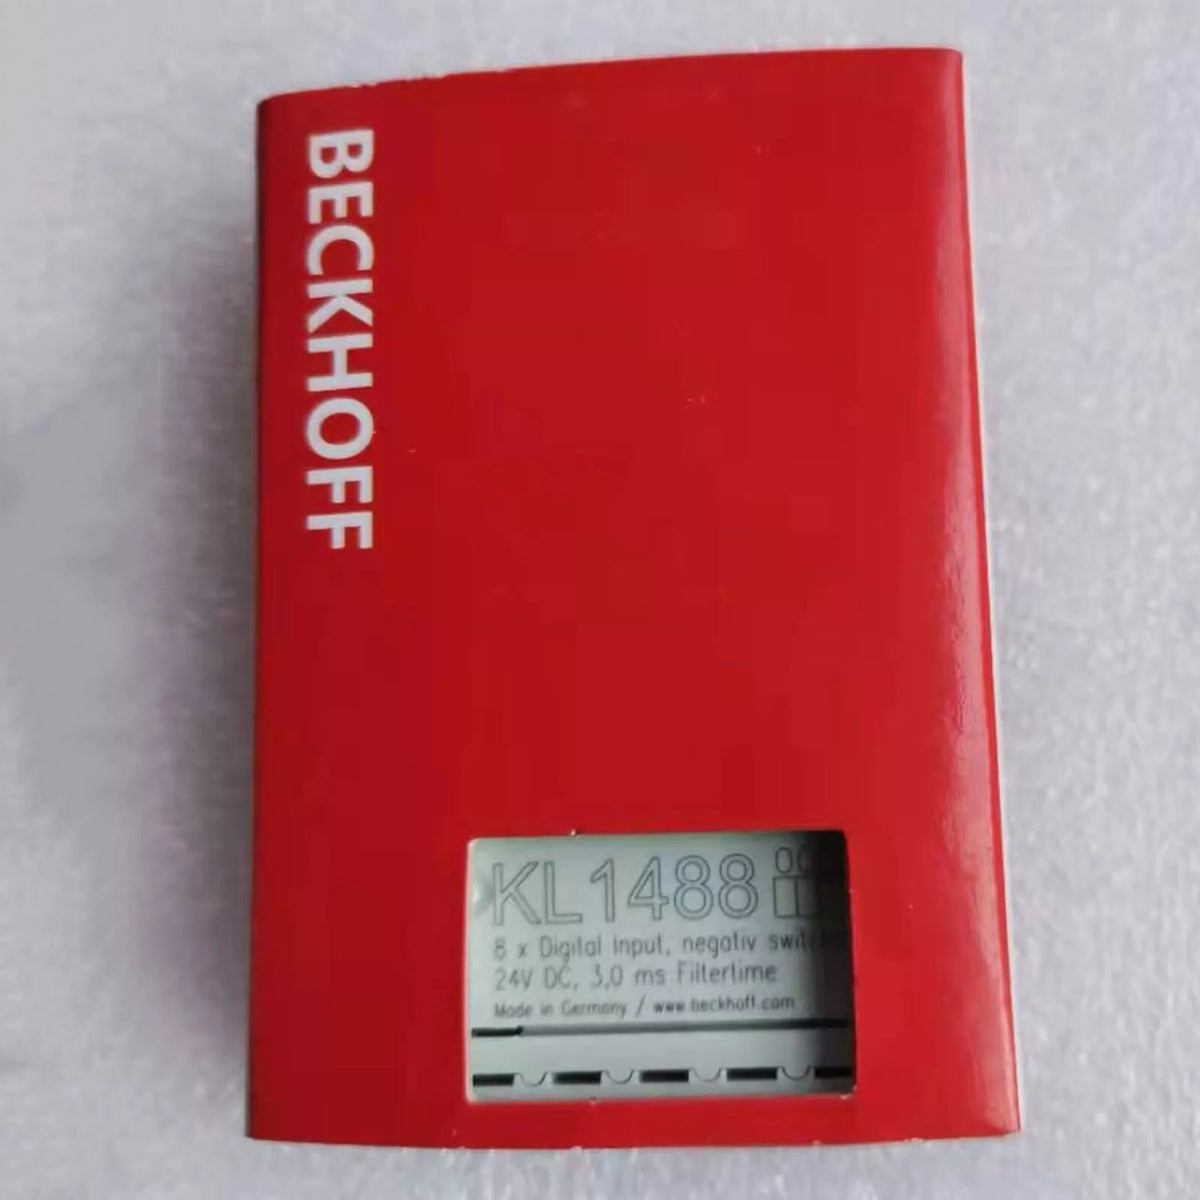 BECKHOFF
KL1488
8 x Digital Input, negativ
24V DC, 3,0 ms Filtertime
Made in Germany / www.beckhoff.com